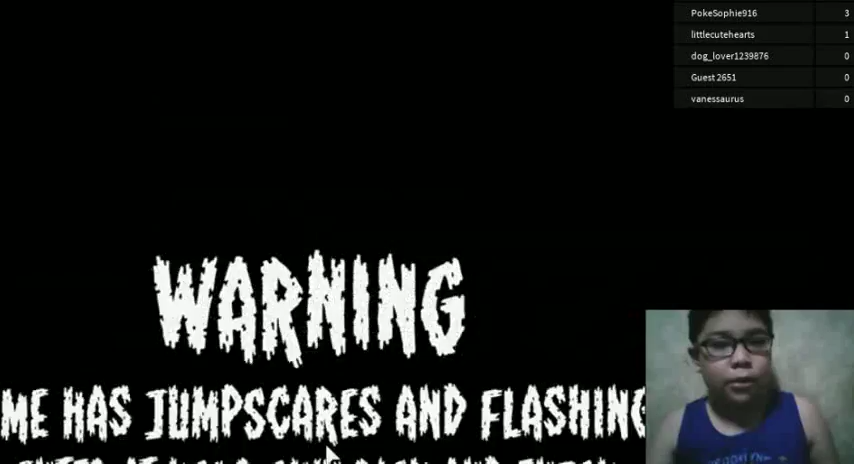 PokeSophie916 3
littlecutehearts 1
dog_lover1239876 0
Guest 2651 0
vanessaurus 0
WARNING
ME HAS JUMPSCARES AND FLASHING